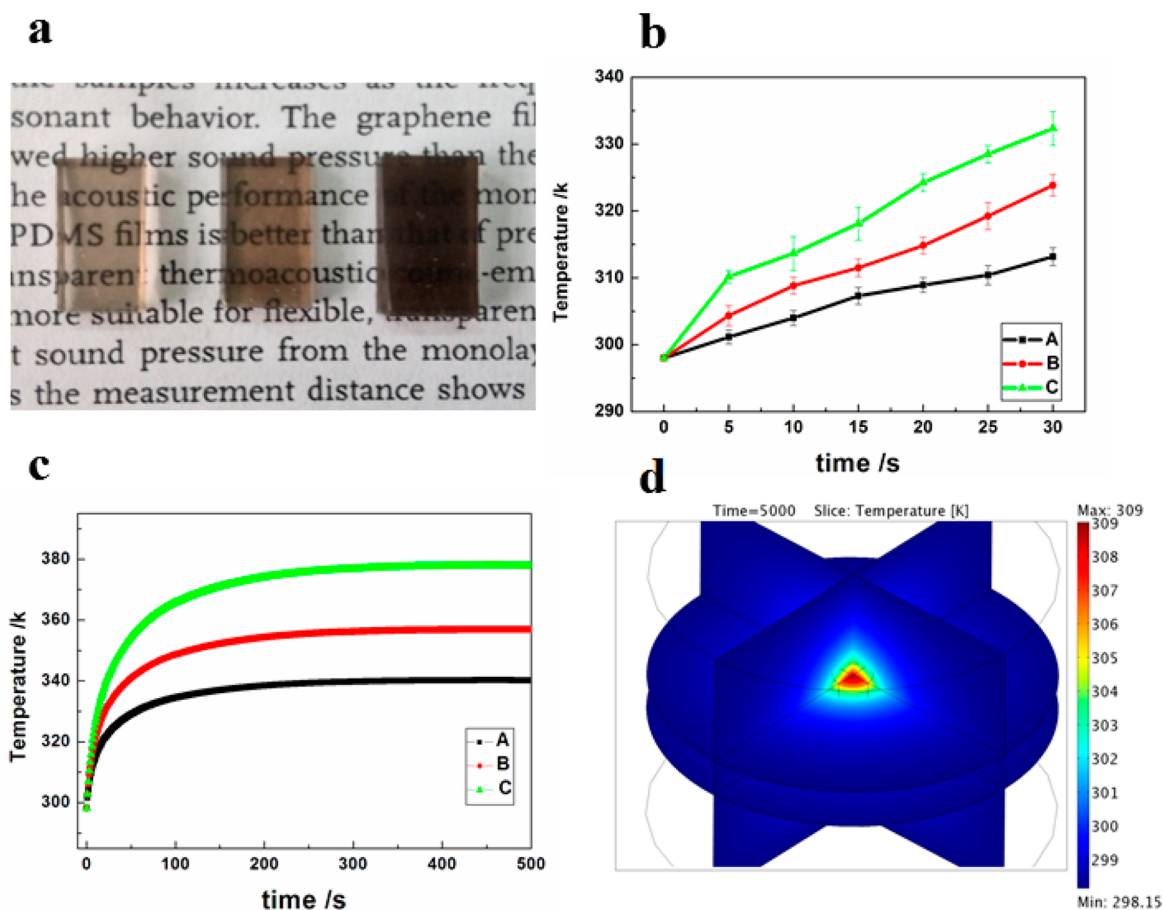 a
the samples increases as the freq
sonant behavior. The graphene fil
wed higher sound pressure than the
he acoustic performance of the mon
PDMS films is better than that of pre
ansparent thermoacoustic sound-em
more suitable for flexible, transparen
t sound pressure from the monolay
s the measurement distance shows
b
340
330
320
310
300
290
Temperature /k
0 5 10 15 20 25 30
time /s
A
B
C
c
380
360
340
320
300
Temperature /k
0 100 200 300 400 500
time /s
A
B
C
d
Time=5000 Slice: Temperature [K]
Max: 309
309
308
307
306
305
304
303
302
301
300
299
Min: 298.15